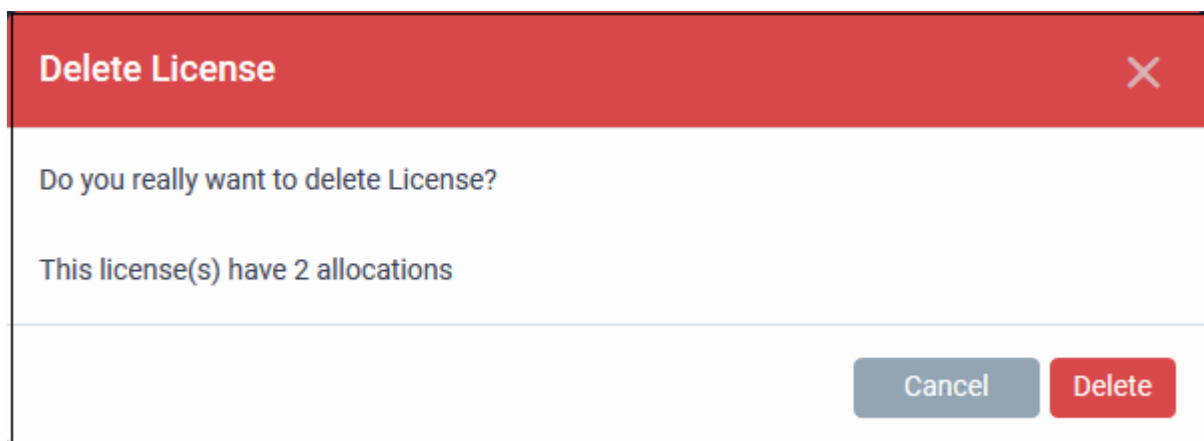 Delete License
Do you really want to delete License?
This license(s) have 2 allocations
Cancel Delete